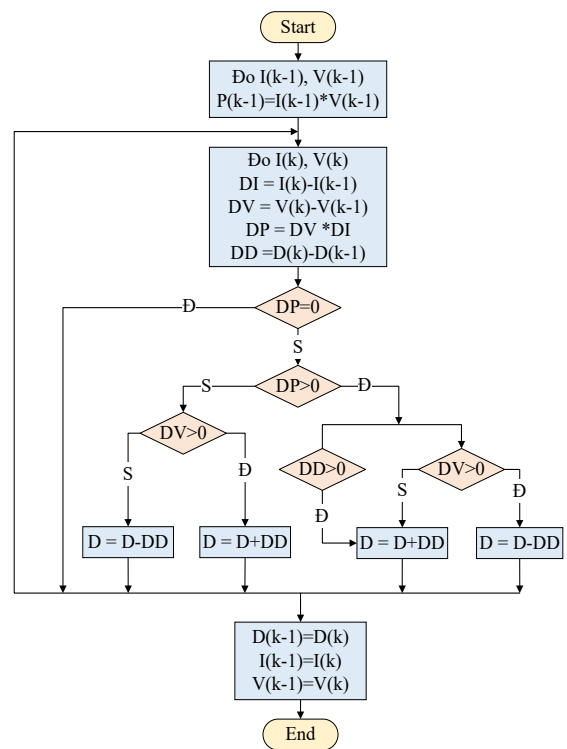 Start
Đo I(k-1), V(k-1)
P(k-1)=I(k-1)*V(k-1)
Đo I(k), V(k)
DI = I(k)-I(k-1)
DV = V(k)-V(k-1)
DP = DV *DI
DD =D(k)-D(k-1)
Đ
DP=0
S
S
DP>0
Đ
DV>0
S
Đ
DD>0
Đ
DV>0
S
Đ
D = D-DD
D = D+DD
D = D+DD
D = D-DD
D(k-1)=D(k)
I(k-1)=I(k)
V(k-1)=V(k)
End